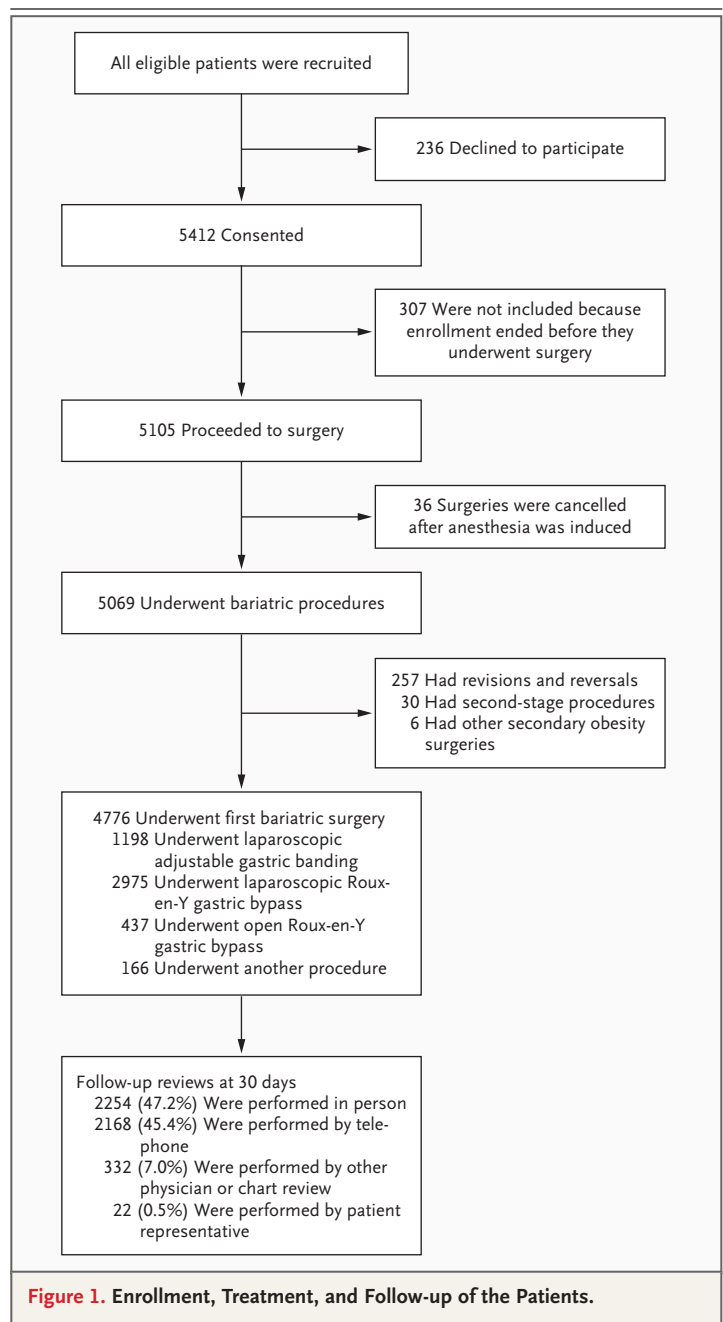 All eligible patients were recruited
236 Declined to participate
5412 Consented
307 Were not included because
enrollment ended before they
underwent surgery
5105 Proceeded to surgery
36 Surgeries were cancelled
after anesthesia was induced
5069 Underwent bariatric procedures
257 Had revisions and reversals
30 Had second-stage procedures
6 Had other secondary obesity
surgeries
4776 Underwent first bariatric surgery
1198 Underwent laparoscopic
adjustable gastric banding
2975 Underwent laparoscopic Roux-
en-Y gastric bypass
437 Underwent open Roux-en-Y
gastric bypass
166 Underwent another procedure
Follow-up reviews at 30 days
2254 (47.2%) Were performed in person
2168 (45.4%) Were performed by tele-
phone
332 (7.0%) Were performed by other
physician or chart review
22 (0.5%) Were performed by patient
representative
Figure 1. Enrollment, Treatment, and Follow-up of the Patients.